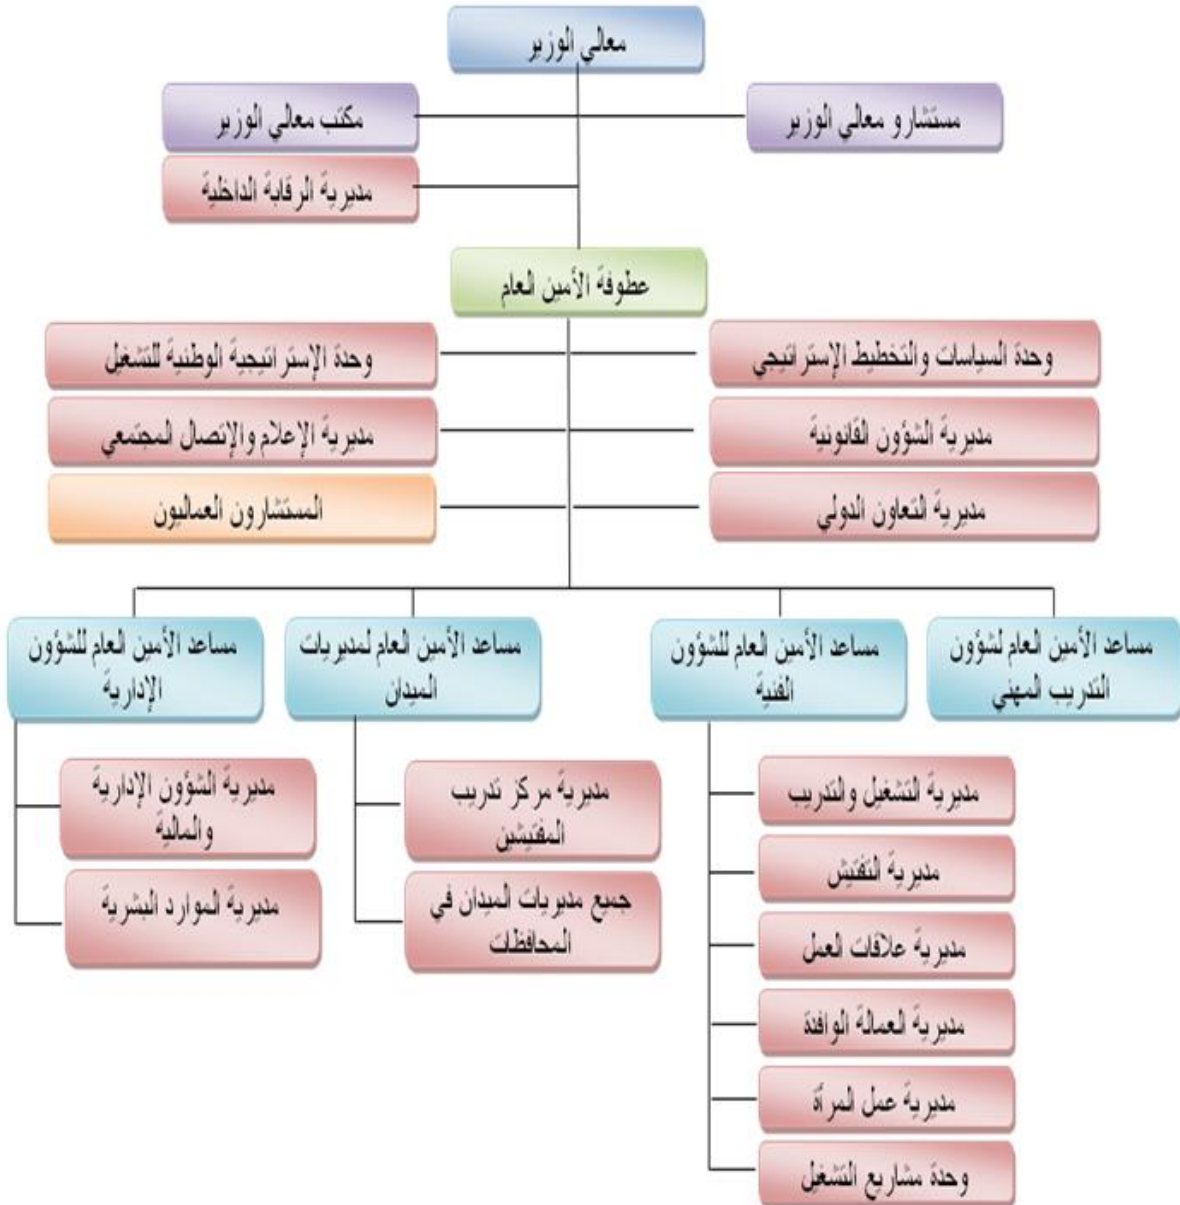 معالي الوزير
مستشارو معالي الوزير
مكتب معالي الوزير
مديرية الرقابة الداخلية
عطوفة الأمين العام
وحدة السياسات والتخطيط الإستراتيجي
وحدة الإستراتيجية الوطنية للتشغيل
مديرية الشؤون القانونية
مديرية الإعلام والإتصال المجتمعي
مديرية التعاون الدولي
المستشارون العماليون
مساعد الأمين العام لشؤون
التدريب المهني
مساعد الأمين العام للشؤون
الفنية
مساعد الأمين العام لمديريات
الميدان
مساعد الأمين العام للشؤون
الإدارية
مديرية التشغيل والتدريب
مديرية التفتيش
مديرية علاقات العمل
مديرية العمالة الوافدة
مديرية عمل المرأة
وحدة مشاريع التشغيل
مديرية مركز تدريب
المفتيشين
جميع مديريات الميدان في
المحافظات
مديرية الشؤون الإدارية
والمالية
مديرية الموارد البشرية